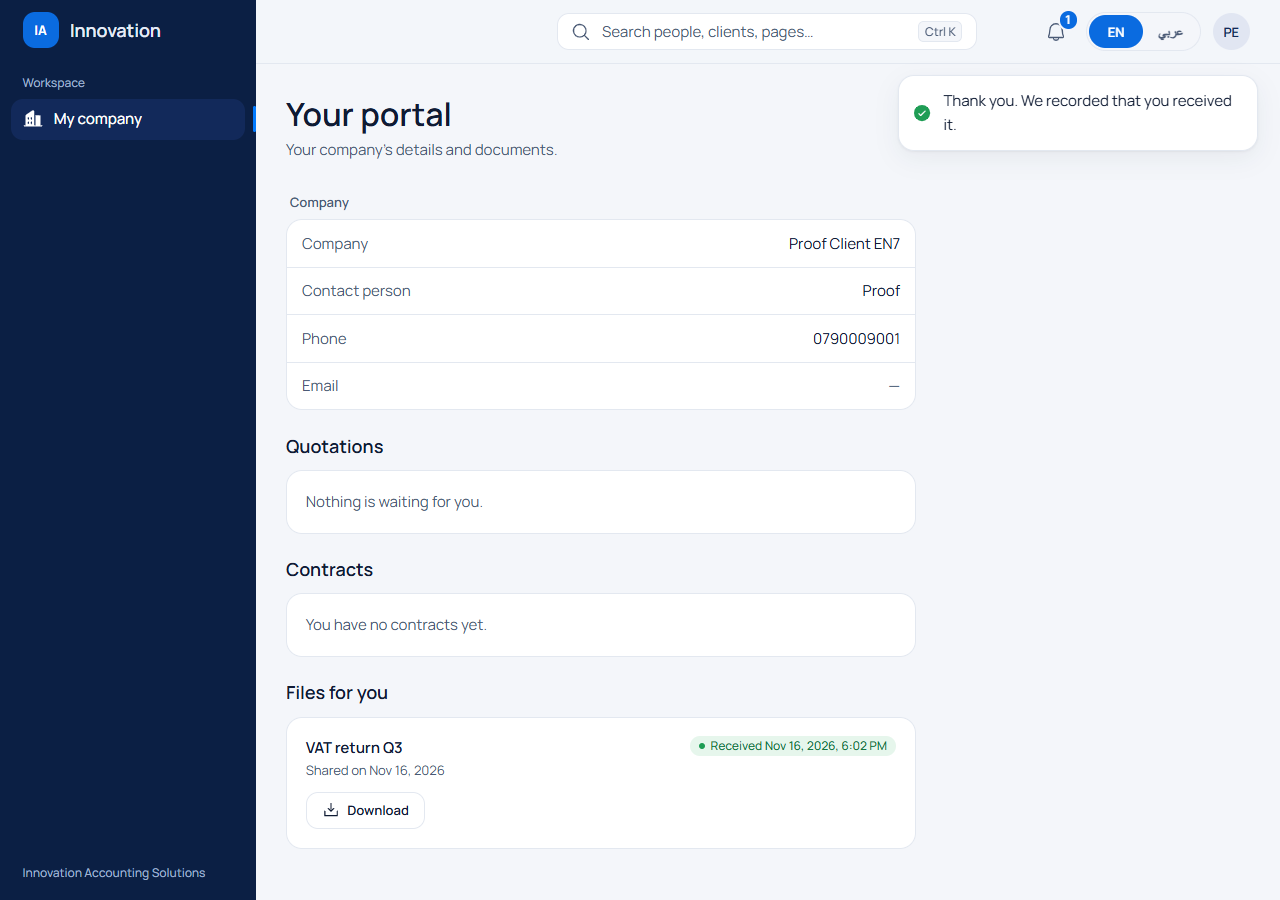 IA
Innovation
Search people, clients, pages...
Ctrl K
1
EN
عربي
PE
Workspace
My company
Thank you. We recorded that you received
it.
Your portal
Your company's details and documents.
Company
Company
Proof Client EN7
Contact person
Proof
Phone
0790009001
Email
—
Quotations
Nothing is waiting for you.
Contracts
You have no contracts yet.
Files for you
VAT return Q3
Received Nov 16, 2026, 6:02 PM
Shared on Nov 16, 2026
Download
Innovation Accounting Solutions